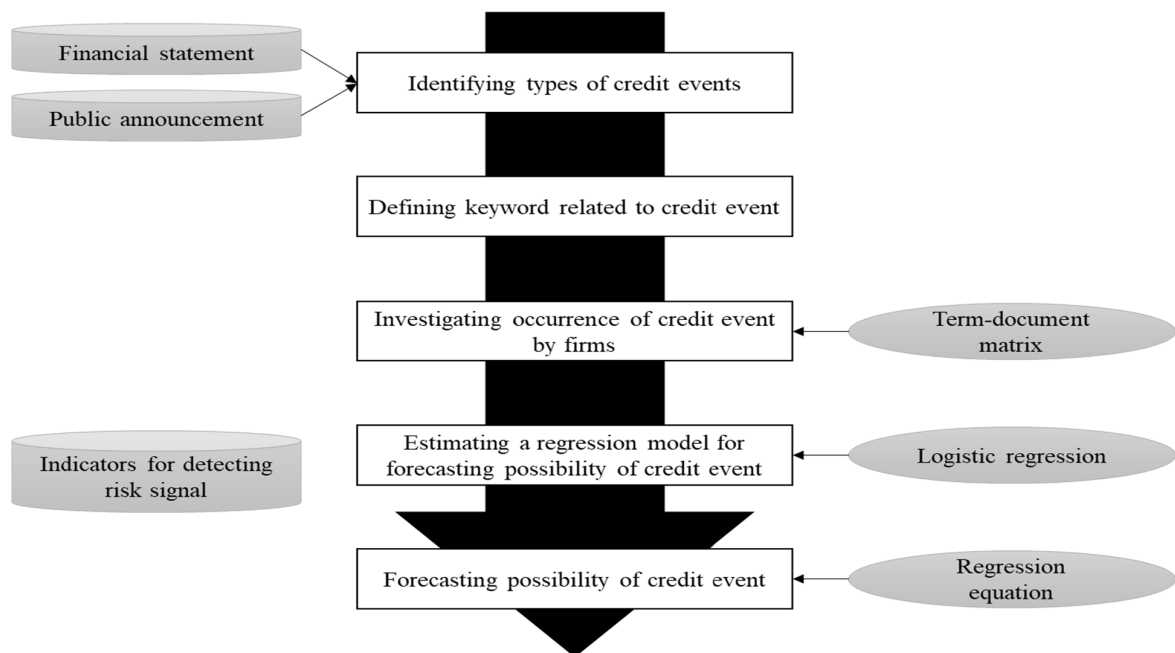 Financial statement
Public announcement
Identifying types of credit events
Defining keyword related to credit event
Investigating occurrence of credit event
by firms
Term-document
matrix
Indicators for detecting
risk signal
Estimating a regression model for
forecasting possibility of credit event
Logistic regression
Forecasting possibility of credit event
Regression
equation